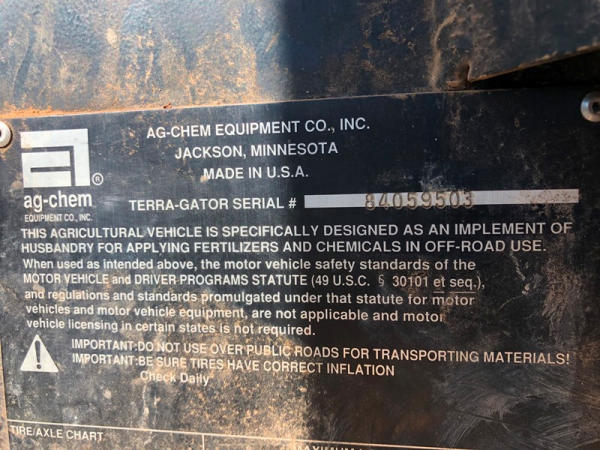 AG-CHEM EQUIPMENT CO., INC.
JACKSON, MINNESOTA
MADE IN U.S.A.
®
ag-chem
EQUIPMENT CO., INC.
TERRA-GATOR SERIAL # 84059503
THIS AGRICULTURAL VEHICLE IS SPECIFICALLY DESIGNED AS AN IMPLEMENT OF
HUSBANDRY FOR APPLYING FERTILIZERS AND CHEMICALS IN OFF-ROAD USE.
When used as intended above, the motor vehicle safety standards of the
MOTOR VEHICLE and DRIVER PROGRAMS STATUTE (49 U.S.C. § 30101 et seq.),
and regulations and standards promulgated under that statute for motor
vehicles and motor vehicle equipment, are not applicable and motor
vehicle licensing in certain states is not required.
IMPORTANT:DO NOT USE OVER PUBLIC ROADS FOR TRANSPORTING MATERIALS!
IMPORTANT:BE SURE TIRES HAVE CORRECT INFLATION
Check Daily
TIRE/AXLE CHART